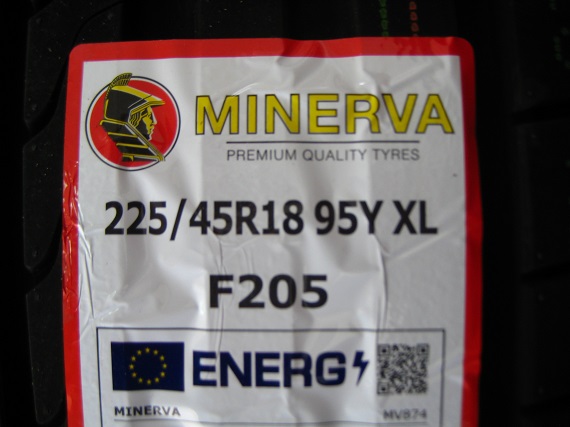 MINERVA
PREMIUM QUALITY TYRES
225/45R18 95Y XL
F205
ENERG
MINERVA MV874